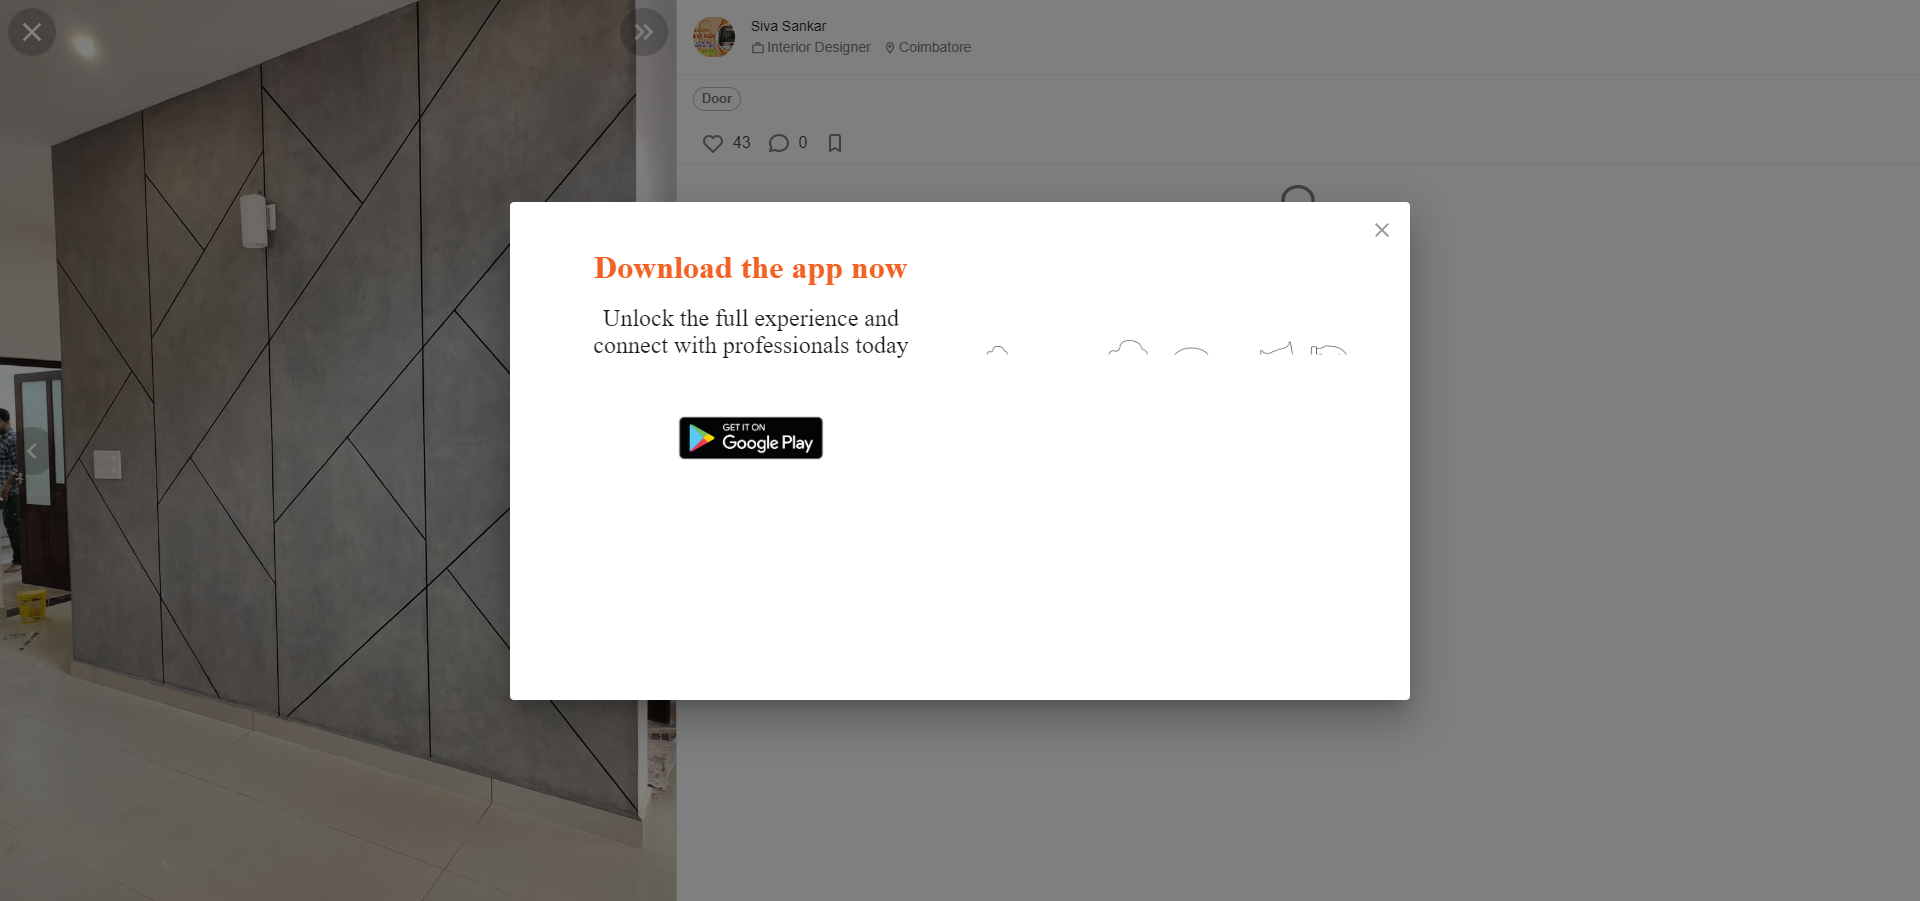 Siva Sankar
Interior Designer Coimbatore
Door
43 0
Download the app now
Unlock the full experience and
connect with professionals today
GET IT ON
Google Play